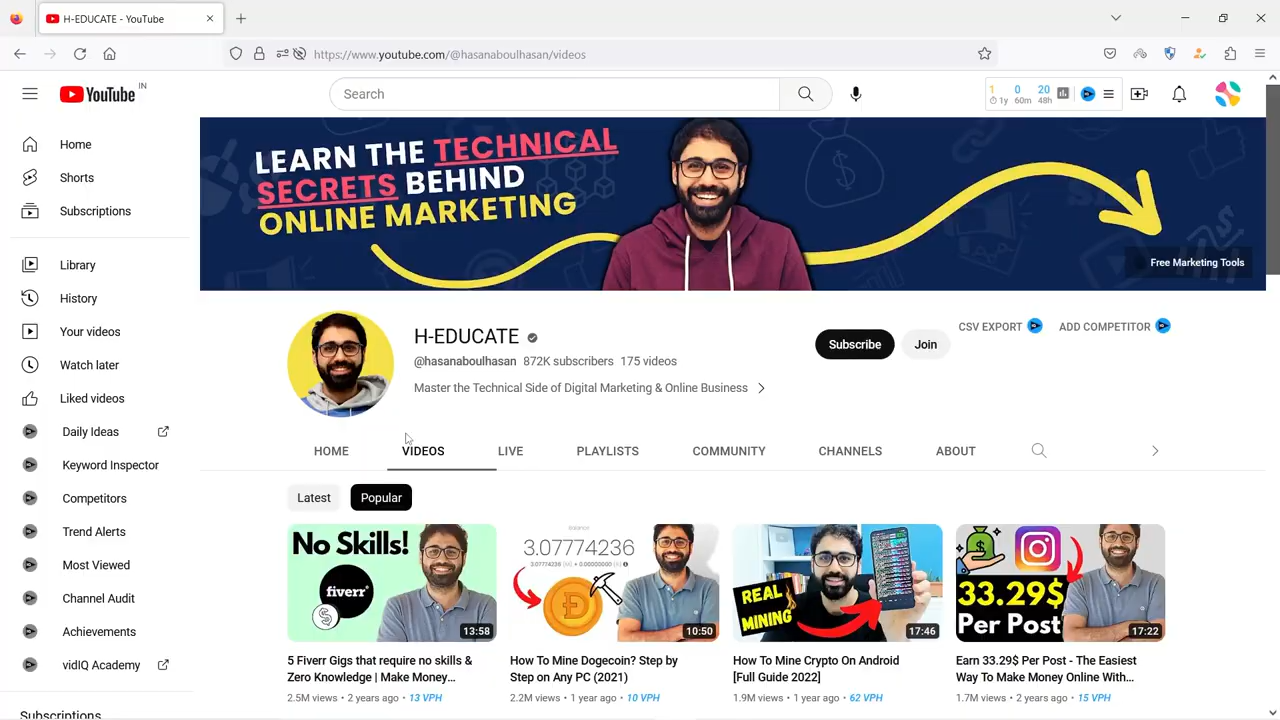 H-EDUCATE - YouTube
https://www.youtube.com/@hasanaboulhasan/videos
YouTube IN
Search
1 0 20
1y 60m 48h
LEARN THE TECHNICAL
SECRETS BEHIND
ONLINE MARKETING
Free Marketing Tools
Home
Shorts
Subscriptions
Library
History
Your videos
Watch later
Liked videos
Daily Ideas
Keyword Inspector
Competitors
Trend Alerts
Most Viewed
Channel Audit
Achievements
vidIQ Academy
Subscriptions
H-EDUCATE
@hasanaboulhasan 872K subscribers 175 videos
Master the Technical Side of Digital Marketing & Online Business
Subscribe
Join
CSV EXPORT
ADD COMPETITOR
HOME VIDEOS LIVE PLAYLISTS COMMUNITY CHANNELS ABOUT
Latest Popular
No Skills!
fiverr
13:58
5 Fiverr Gigs that require no skills &
Zero Knowledge | Make Money…
2.5M views • 2 years ago • 13 VPH
Balance
3.07774236
10:50
How To Mine Dogecoin? Step by
Step on Any PC (2021)
2.2M views • 1 year ago • 10 VPH
REAL
MINING
17:46
How To Mine Crypto On Android
[Full Guide 2022]
1.9M views • 1 year ago • 62 VPH
33.29$
Per Post
17:22
Earn 33.29$ Per Post - The Easiest
Way To Make Money Online With…
1.7M views • 2 years ago • 15 VPH